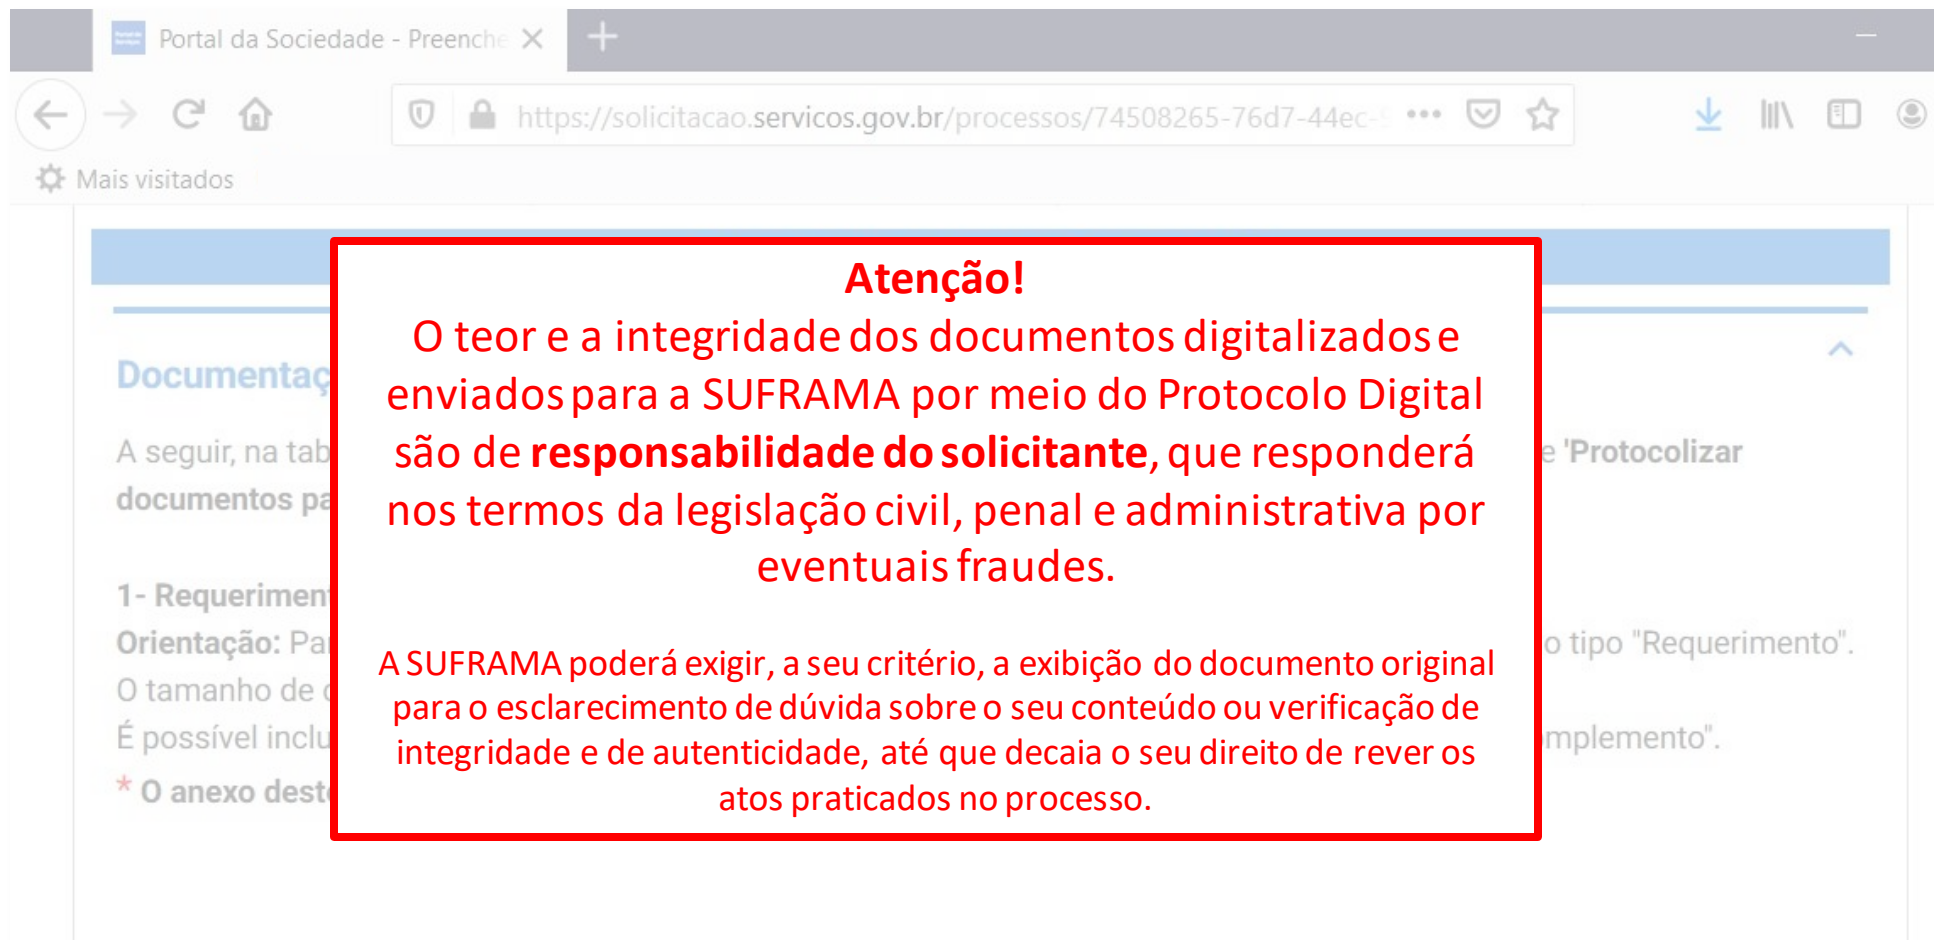 Portal da Sociedade - Preenche
https://solicitacao.servicos.gov.br/processos/74508265-76d7-44ec-
Mais visitados
Atenção!
O teor e a integridade dos documentos digitalizados e
enviados para a SUFRAMA por meio do Protocolo Digital
são de responsabilidade do solicitante, que responderá
nos termos da legislação civil, penal e administrativa por
eventuais fraudes.
A SUFRAMA poderá exigir, a seu critério, a exibição do documento original
para o esclarecimento de dúvida sobre o seu conteúdo ou verificação de
integridade e de autenticidade, até que decaia o seu direito de rever os
atos praticados no processo.
Documentaç
A seguir, na tab e 'Protocolizar
documentos pa
1- Requerimen
Orientação: Par o tipo "Requerimento".
O tamanho de
É possível inclu mplemento".
* O anexo deste